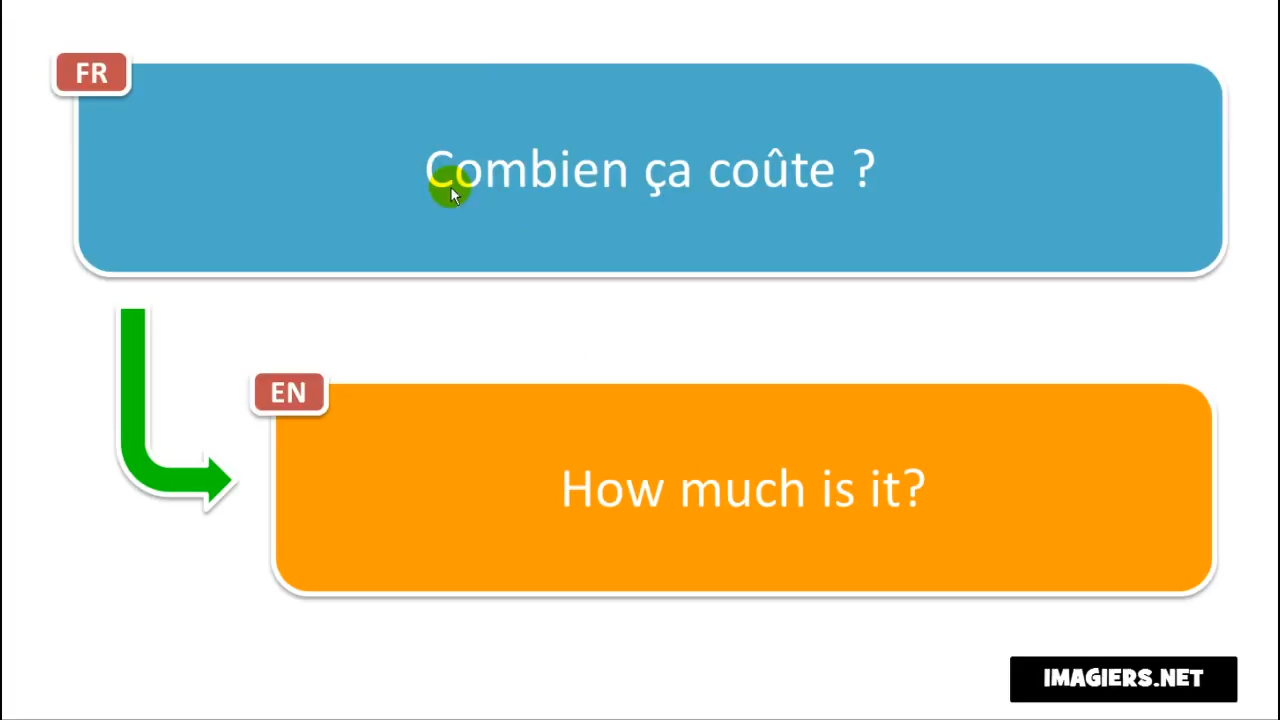 FR
Combien ça coûte ?
EN
How much is it?
IMAGIERS.NET